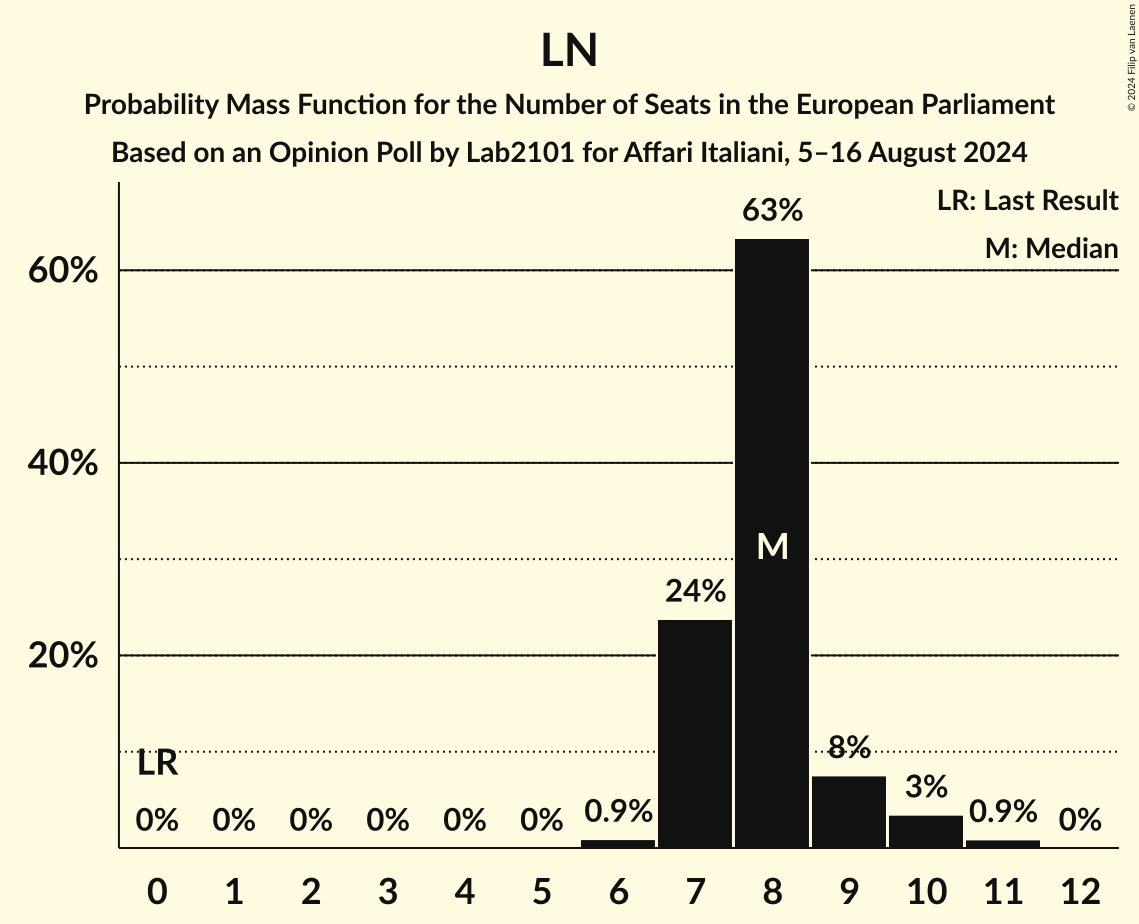 LN
Probability Mass Function for the Number of Seats in the European Parliament
Based on an Opinion Poll by Lab2101 for Affari Italiani, 5–16 August 2024
© 2024 Filip van Laenen
LR: Last Result
M: Median
63%
60%
40%
M
24%
20%
8%
LR
3%
0% 0% 0% 0% 0% 0% 0.9% 0.9% 0%
0 1 2 3 4 5 6 7 8 9 10 11 12